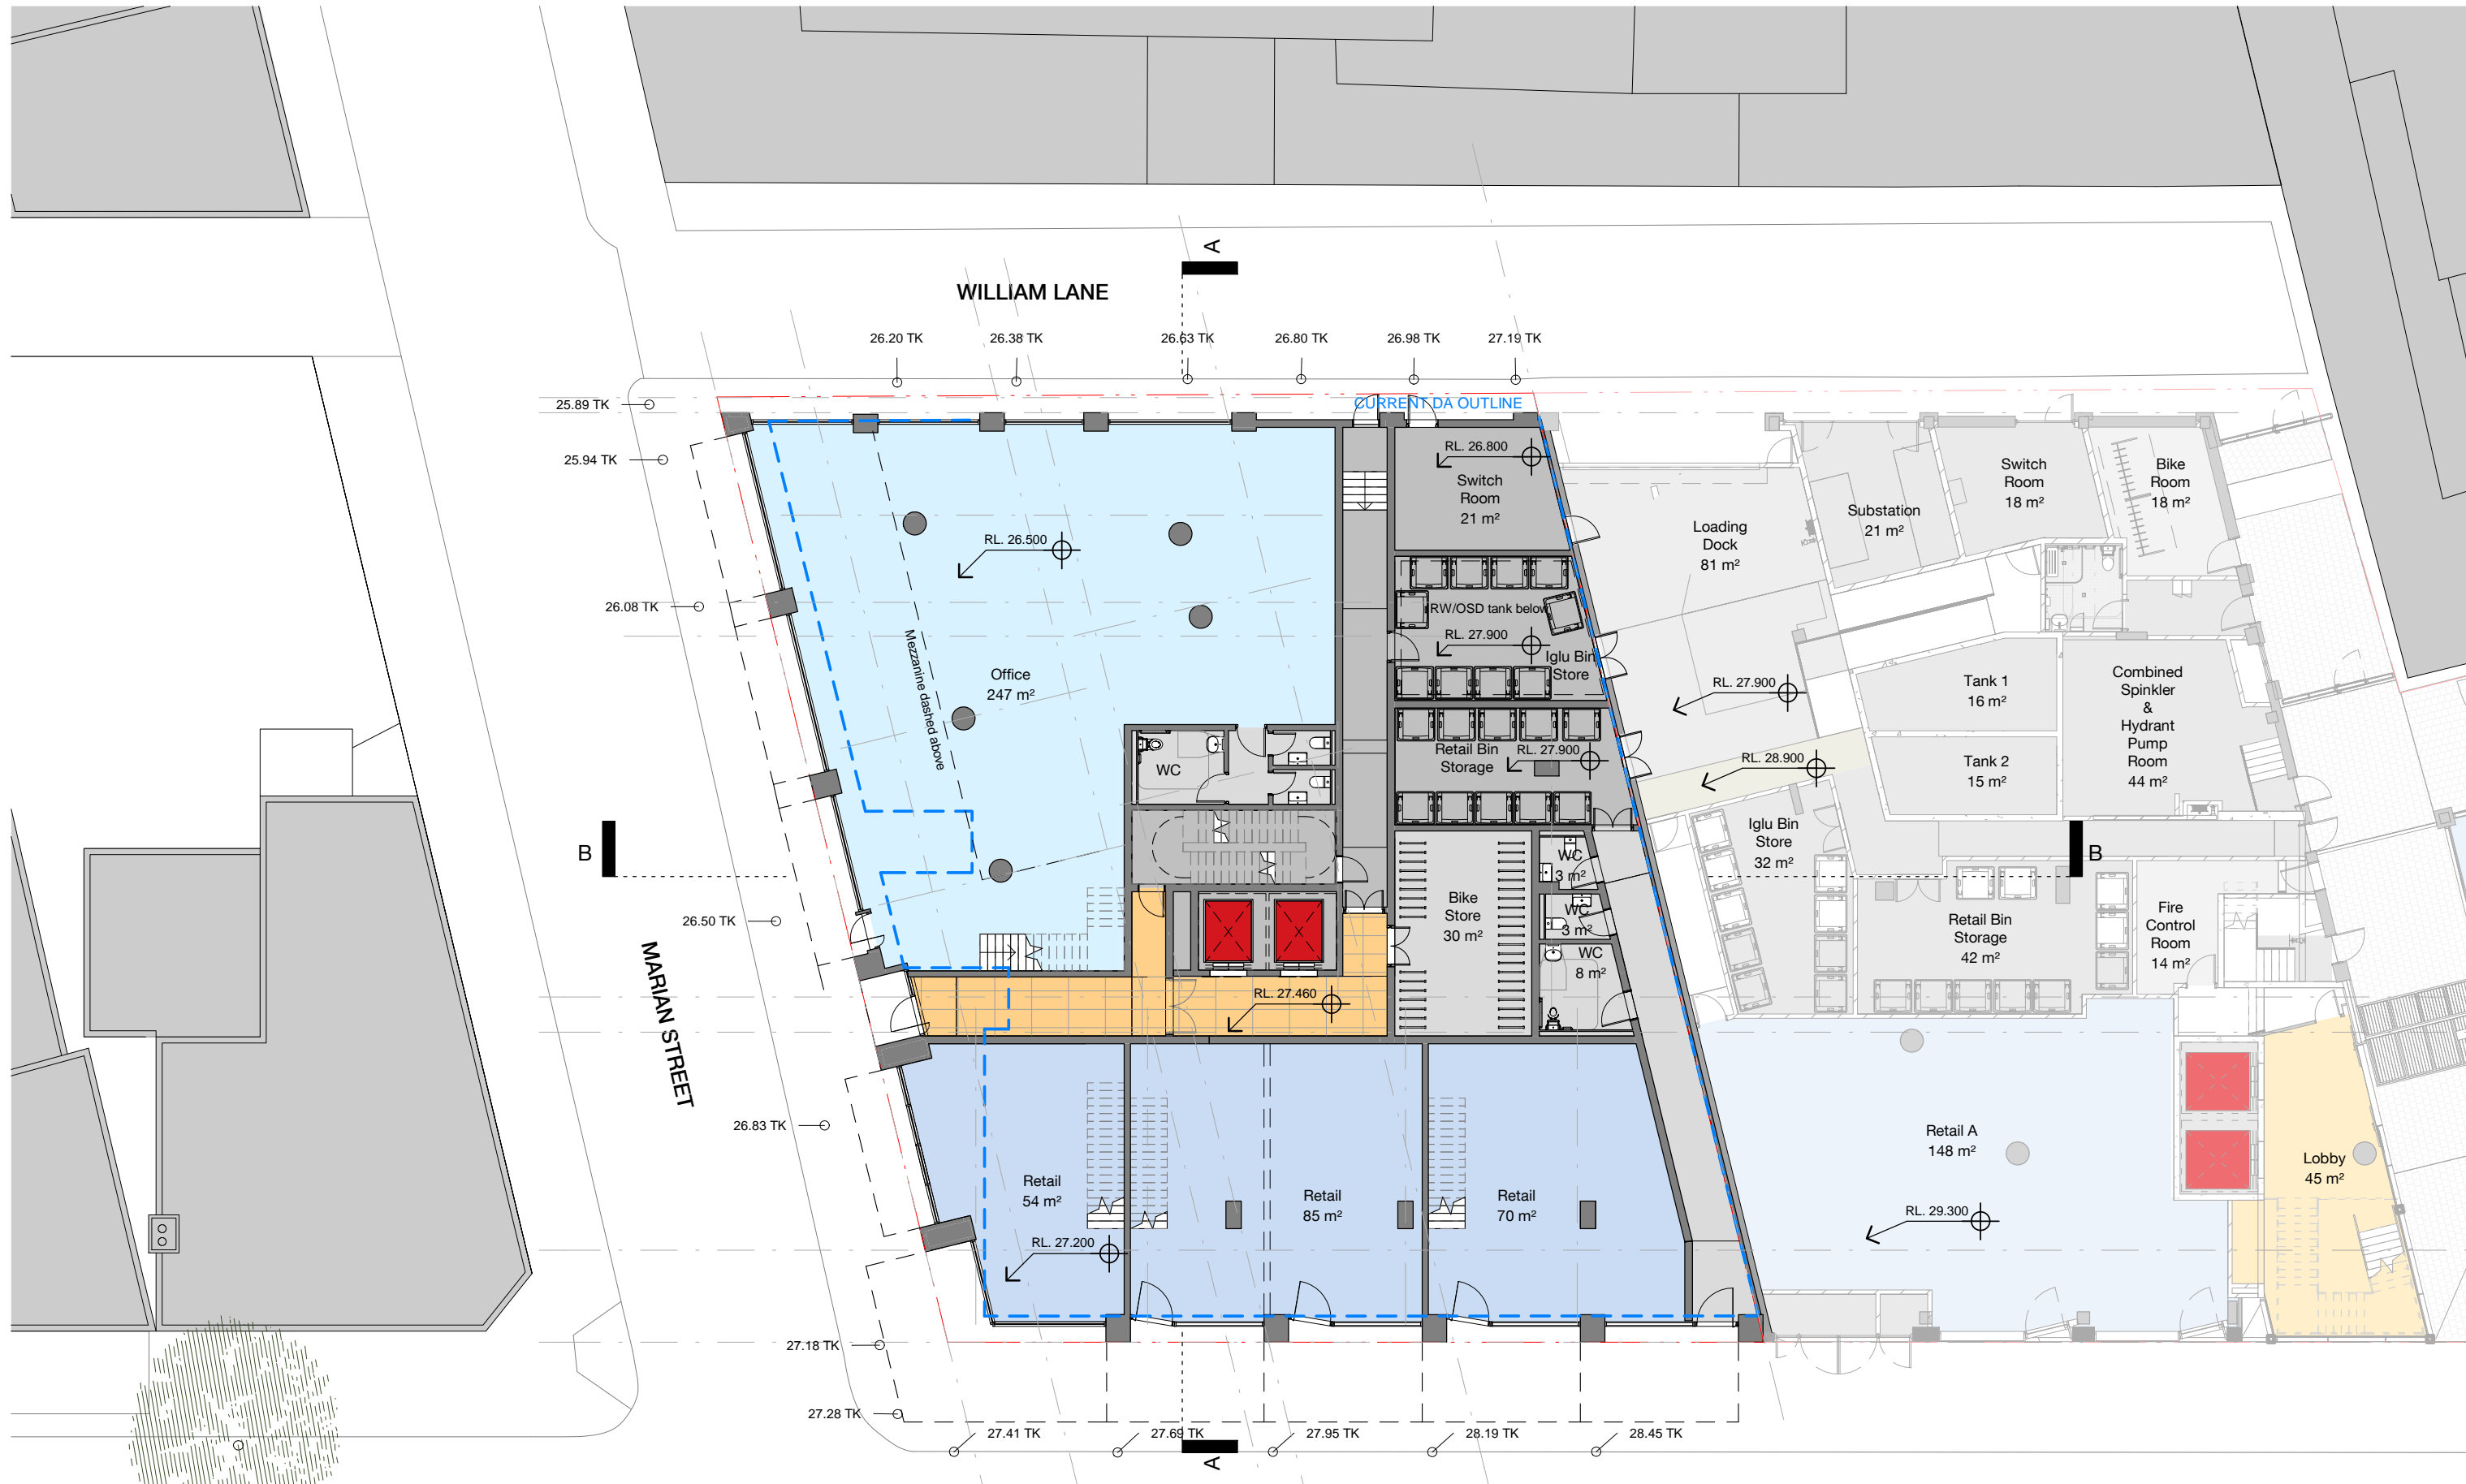 A
WILLIAM LANE
26.20 TK
26.38 TK
26.63 TK
26.80 TK
26.98 TK
27.19 TK
25.89 TK
CURRENT DA OUTLINE
25.94 TK
RL. 26.800
Switch
Room
21 m²
RL. 26.500
Loading
Dock
81 m²
Substation
21 m²
Switch
Room
18 m²
Bike
Room
18 m²
26.08 TK
RW/OSD tank below
RL. 27.900
Iglu Bin
Store
Mezzanine dashed above
Office
247 m²
RL. 27.900
Tank 1
16 m²
Combined
Spinkler
&
Hydrant
Pump
Room
44 m²
WC
Retail Bin
Storage
RL. 27.900
RL. 28.900
Tank 2
15 m²
B
Iglu Bin
Store
32 m²
B
WC
3 m²
Bike
Store
30 m²
WC
3 m²
WC
8 m²
Retail Bin
Storage
42 m²
Fire
Control
Room
14 m²
26.50 TK
MARIAN STREET
RL. 27.460
26.83 TK
Retail
54 m²
Retail
85 m²
Retail
70 m²
Retail A
148 m²
Lobby
45 m²
RL. 27.200
RL. 29.300
27.18 TK
27.28 TK
27.41 TK
27.69 TK
27.95 TK
28.19 TK
28.45 TK
A